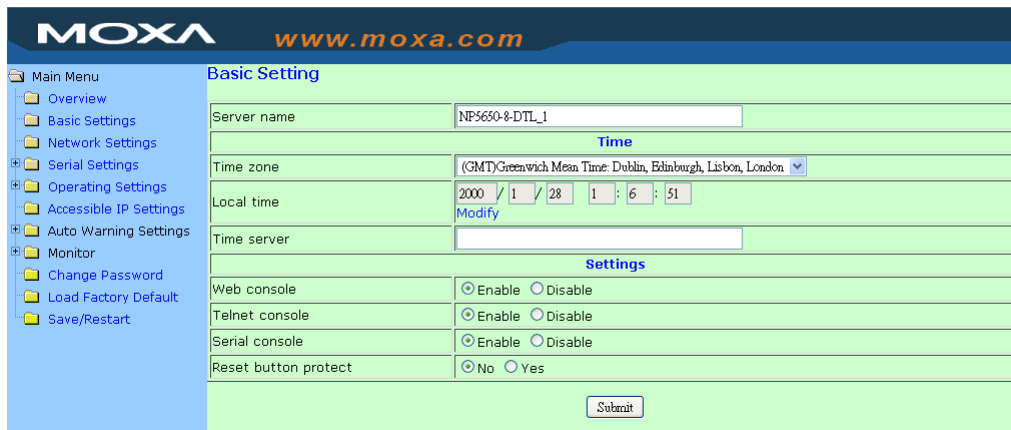 MOXA www.moxa.com
Main Menu
Overview
Basic Settings
Network Settings
Serial Settings
Operating Settings
Accessible IP Settings
Auto Warning Settings
Monitor
Change Password
Load Factory Default
Save/Restart
Basic Setting
Server name NP5650-8-DTL_1
Time
Time zone (GMT)Greenwich Mean Time: Dublin, Edinburgh, Lisbon, London
Local time 2000 / 1 / 28 1 : 6 : 51
Modify
Time server
Settings
Web console Enable Disable
Telnet console Enable Disable
Serial console Enable Disable
Reset button protect No Yes
Submit